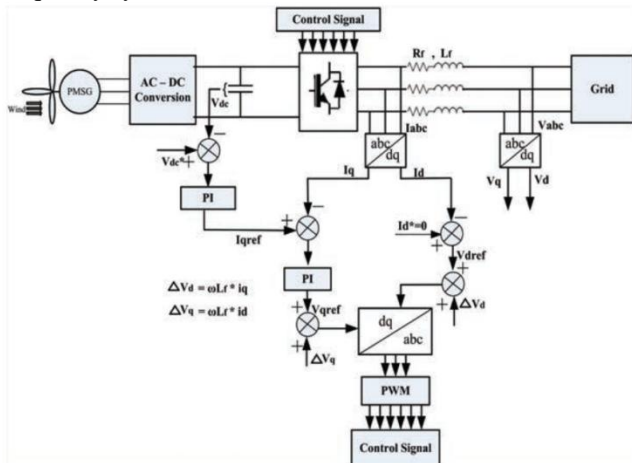 Control Signal
Rf , Lf
AC – DC
Conversion
PMSG
Wind
Vdc
Grid
Iabc
Vabc
abc
dq
abc
dq
Vdc*
Iq
Id
Vq
Vd
PI
Iqref
Id*=0
Vdref
PI
ΔVd = ωLf * iq
ΔVq = ωLf * id
Vqref
ΔVd
dq
abc
ΔVq
PWM
Control Signal